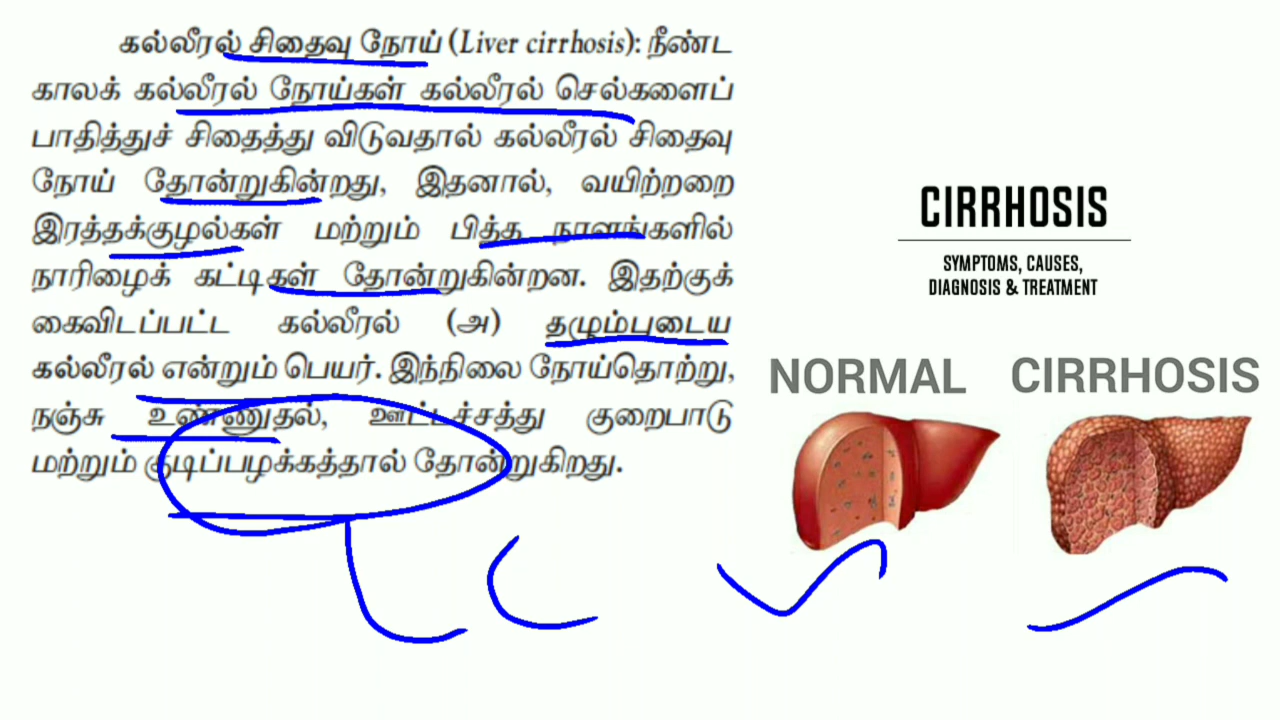 கல்லீரல் சிதைவு நோய் (Liver cirrhosis): நீண்ட
காலக் கல்லீரல் நோய்கள் கல்லீரல் செல்களைப்
பாதித்துச் சிதைத்து விடுவதால் கல்லீரல் சிதைவு
நோய் தோன்றுகின்றது, இதனால், வயிற்றறை
இரத்தக்குழல்கள் மற்றும் பித்த நாளங்களில்
நாரிழைக் கட்டிகள் தோன்றுகின்றன. இதற்குக்
கைவிடப்பட்ட கல்லீரல் (அ) தழும்புடைய
கல்லீரல் என்றும் பெயர். இந்நிலை நோய்தொற்று,
நஞ்சு உண்ணுதல், ஊட்டச்சத்து குறைபாடு
மற்றும் குடிப்பழக்கத்தால் தோன்றுகிறது.
CIRRHOSIS
SYMPTOMS, CAUSES,
DIAGNOSIS & TREATMENT
NORMAL CIRRHOSIS